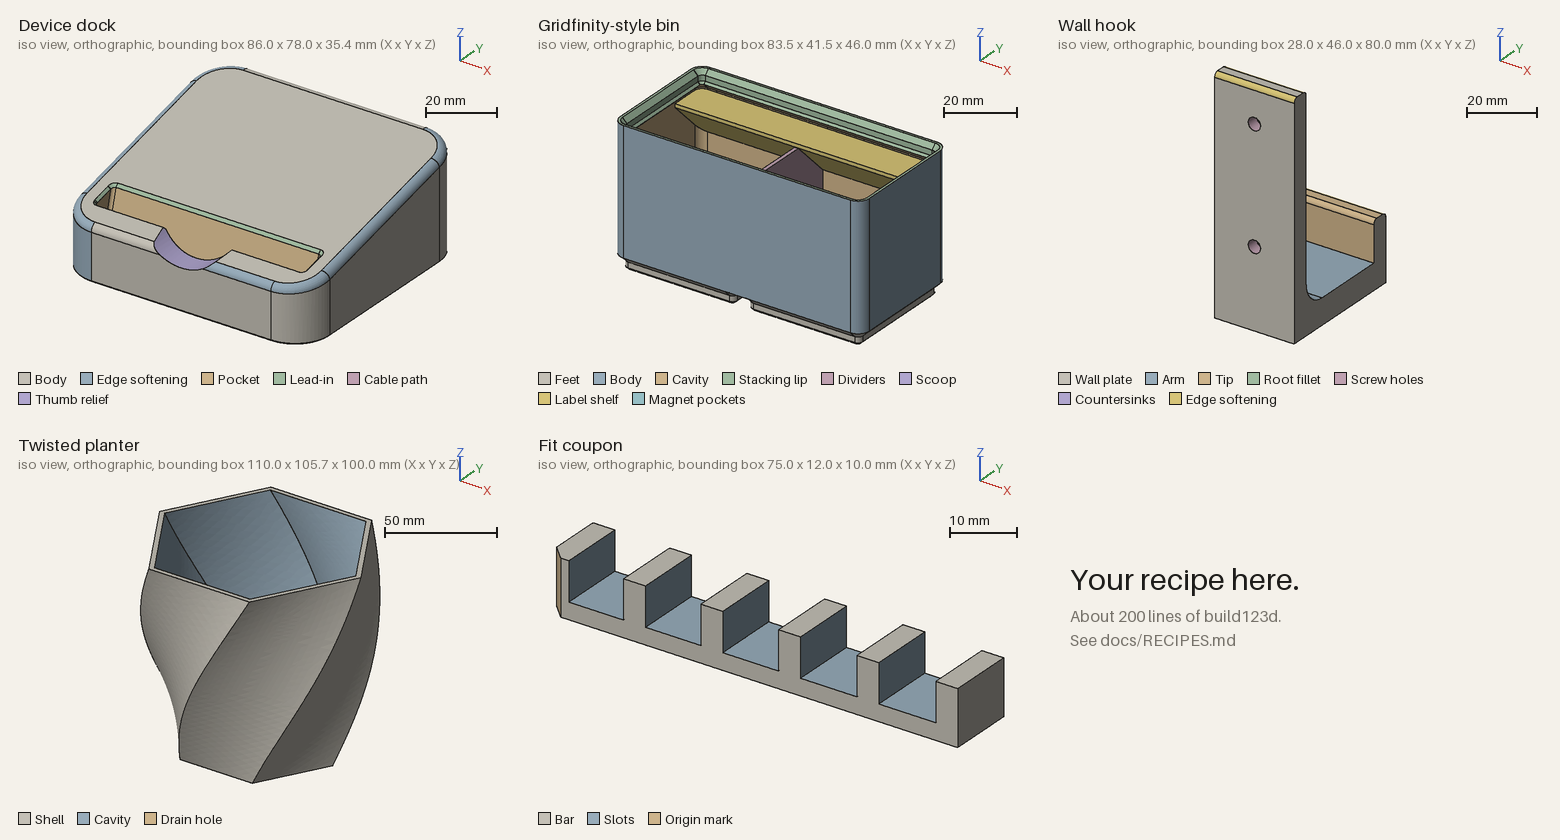 Device dock
iso view, orthographic, bounding box 86.0 x 78.0 x 35.4 mm (X x Y x Z)
Z
Y
X
20 mm
Body
Edge softening
Pocket
Lead-in
Cable path
Thumb relief
Gridfinity-style bin
iso view, orthographic, bounding box 83.5 x 41.5 x 46.0 mm (X x Y x Z)
Z
Y
X
20 mm
Feet
Body
Cavity
Stacking lip
Dividers
Scoop
Label shelf
Magnet pockets
Wall hook
iso view, orthographic, bounding box 28.0 x 46.0 x 80.0 mm (X x Y x Z)
Z
Y
X
20 mm
Wall plate
Arm
Tip
Root fillet
Screw holes
Countersinks
Edge softening
Twisted planter
iso view, orthographic, bounding box 110.0 x 105.7 x 100.0 mm (X x Y x Z)
Z
Y
X
50 mm
Shell
Cavity
Drain hole
Fit coupon
iso view, orthographic, bounding box 75.0 x 12.0 x 10.0 mm (X x Y x Z)
Z
Y
X
10 mm
Bar
Slots
Origin mark
Your recipe here.
About 200 lines of build123d.
See docs/RECIPES.md